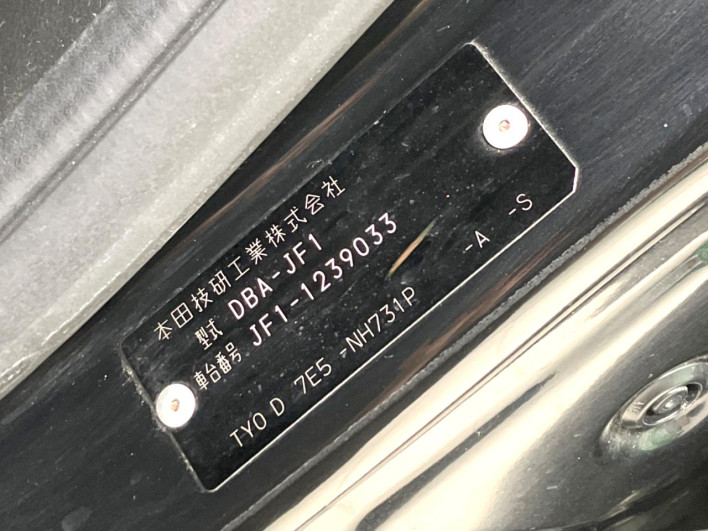 本田技研工業株式会社
型式 DBA-JF1
車台番号 JF1-1239033
TY0 D 7E5 -NH731P -A -S